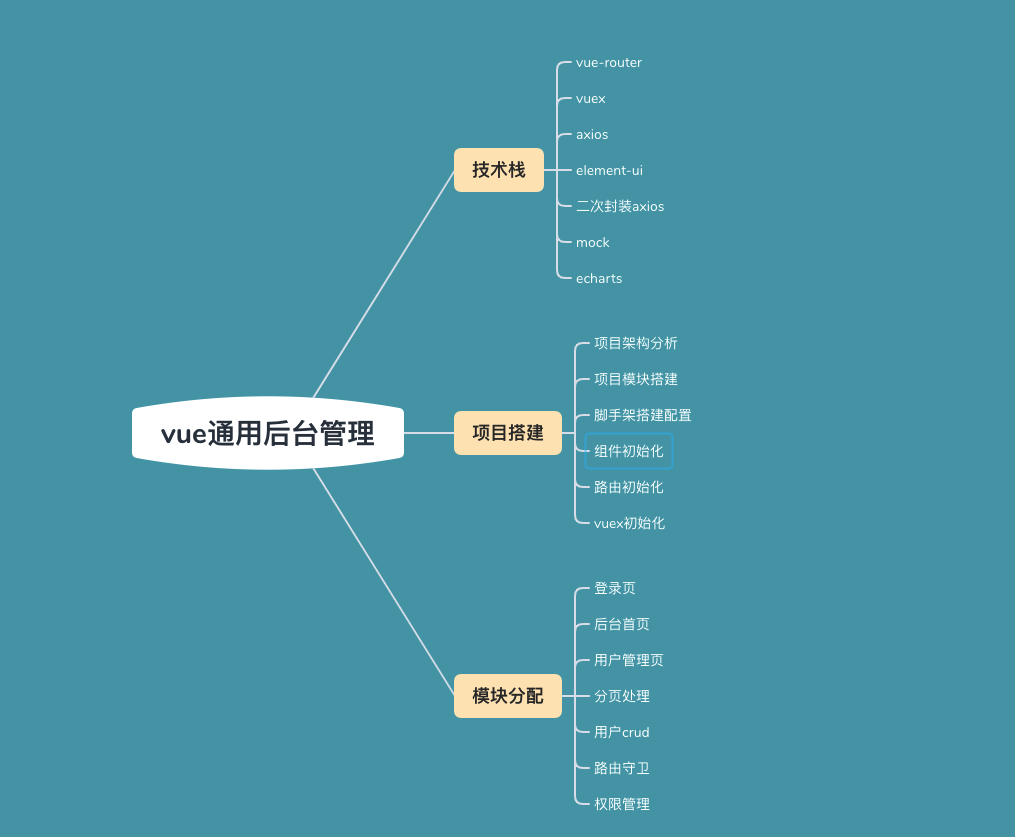 vue通用后台管理
技术栈
vue-router
vuex
axios
element-ui
二次封装axios
mock
echarts
项目搭建
项目架构分析
项目模块搭建
脚手架搭建配置
组件初始化
路由初始化
vuex初始化
模块分配
登录页
后台首页
用户管理页
分页处理
用户crud
路由守卫
权限管理